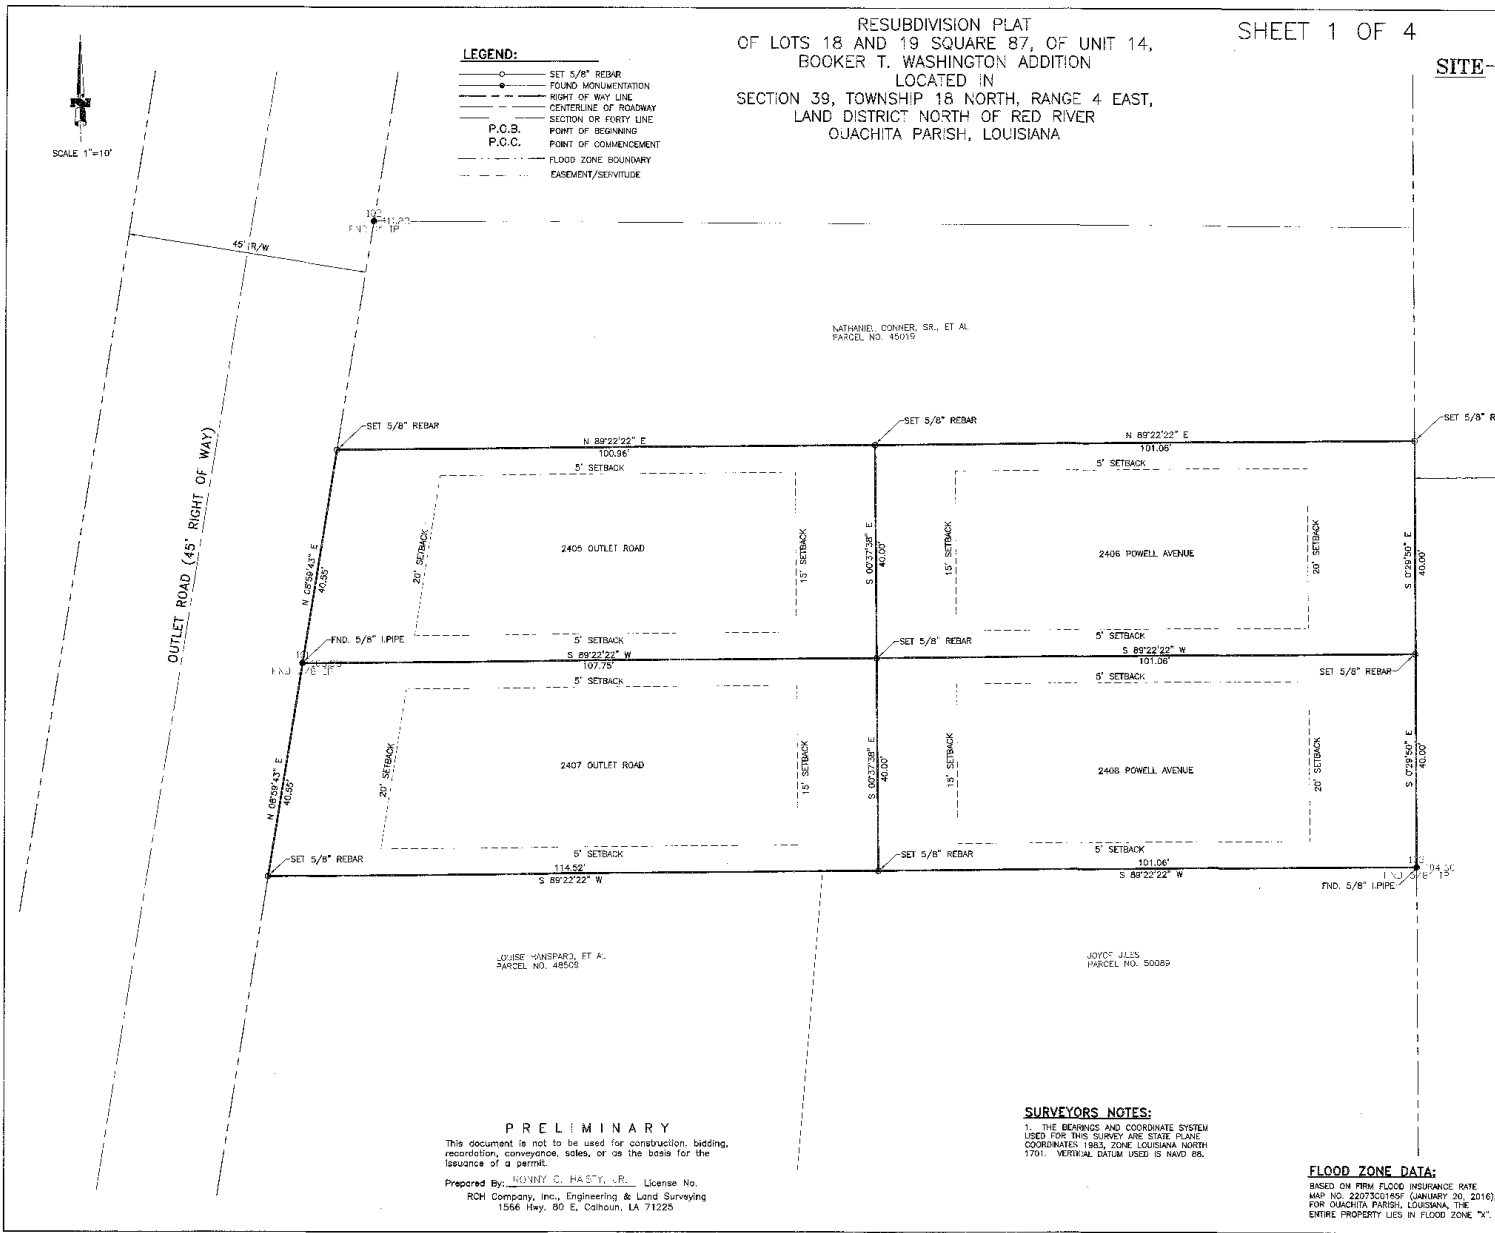 RESUBDIVISION PLAT
OF LOTS 18 AND 19 SQUARE 87, OF UNIT 14,
BOOKER T. WASHINGTON ADDITION
LOCATED IN
SECTION 39, TOWNSHIP 18 NORTH, RANGE 4 EAST,
LAND DISTRICT NORTH OF RED RIVER
OUACHITA PARISH, LOUISIANA
SHEET 1 OF 4
SITE
LEGEND:
SET 5/8" REBAR
FOUND MONUMENTATION
RIGHT OF WAY LINE
CENTERLINE OF ROADWAY
SECTION OR FORTY LINE
P.O.B. POINT OF BEGINNING
P.O.C. POINT OF COMMENCEMENT
FLOOD ZONE BOUNDARY
EASEMENT/SERVITUDE
SCALE 1"=10'
45' R/W
NATHANIEL CONNER, SR., ET AL
PARCEL NO. 45019
SET 5/8" REBAR
SET 5/8" REBAR
SET 5/8" R
N 89°22'22" E
100.96'
N 89°22'22" E
101.06'
5' SETBACK
5' SETBACK
OUTLET ROAD (45' RIGHT OF WAY)
N 08°59'43" E
40.55'
20' SETBACK
2405 OUTLET ROAD
15' SETBACK
S 00°37'38" E
40.00'
15' SETBACK
2406 POWELL AVENUE
20' SETBACK
S 0°29'50" E
40.00'
FND. 5/8" I.PIPE
5' SETBACK
S 89°22'22" W
107.75'
5' SETBACK
SET 5/8" REBAR
5' SETBACK
S 89°22'22" W
101.06'
5' SETBACK
SET 5/8" REBAR
N 08°59'43" E
40.55'
20' SETBACK
2407 OUTLET ROAD
15' SETBACK
S 00°37'38" E
40.00'
15' SETBACK
2408 POWELL AVENUE
20' SETBACK
S 0°29'50" E
40.00'
SET 5/8" REBAR
5' SETBACK
114.52'
S 89°22'22" W
SET 5/8" REBAR
5' SETBACK
101.06'
S 89°22'22" W
FND. 5/8" I.PIPE
LOUISE HANSPARD, ET AL
PARCEL NO. 48509
JOYCE
PARCEL NO. 50089
PRELIMINARY
This document is not to be used for construction, bidding,
recordation, conveyance, sales, or as the basis for the
issuance of a permit.
Prepared By: RONNY C. HASTY, JR. License No.
RCH Company, Inc., Engineering & Land Surveying
1566 Hwy. 80 E, Calhoun, LA 71225
SURVEYORS NOTES:
1. THE BEARINGS AND COORDINATE SYSTEM
USED FOR THIS SURVEY ARE STATE PLANE
COORDINATES 1983, ZONE LOUISIANA NORTH
1701. VERTICAL DATUM USED IS NAVD 88.
FLOOD ZONE DATA:
BASED ON FIRM FLOOD INSURANCE RATE
MAP NO. 22073C0165F (JANUARY 20, 2016),
FOR OUACHITA PARISH, LOUISIANA, THE
ENTIRE PROPERTY LIES IN FLOOD ZONE "X".